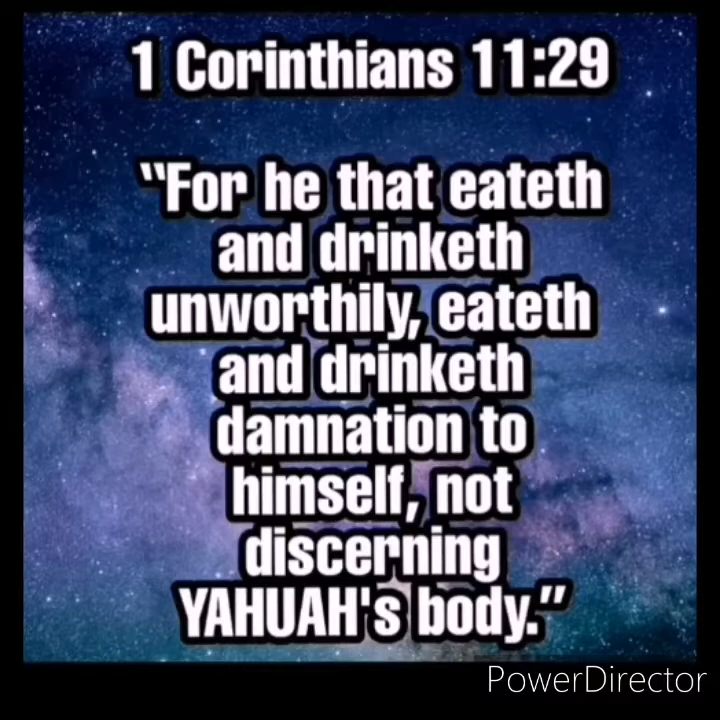 1 Corinthians 11:29
"For he that eateth
and drinketh
unworthily, eateth
and drinketh
damnation to
himself, not
discerning
YAHUAH's body."
PowerDirector